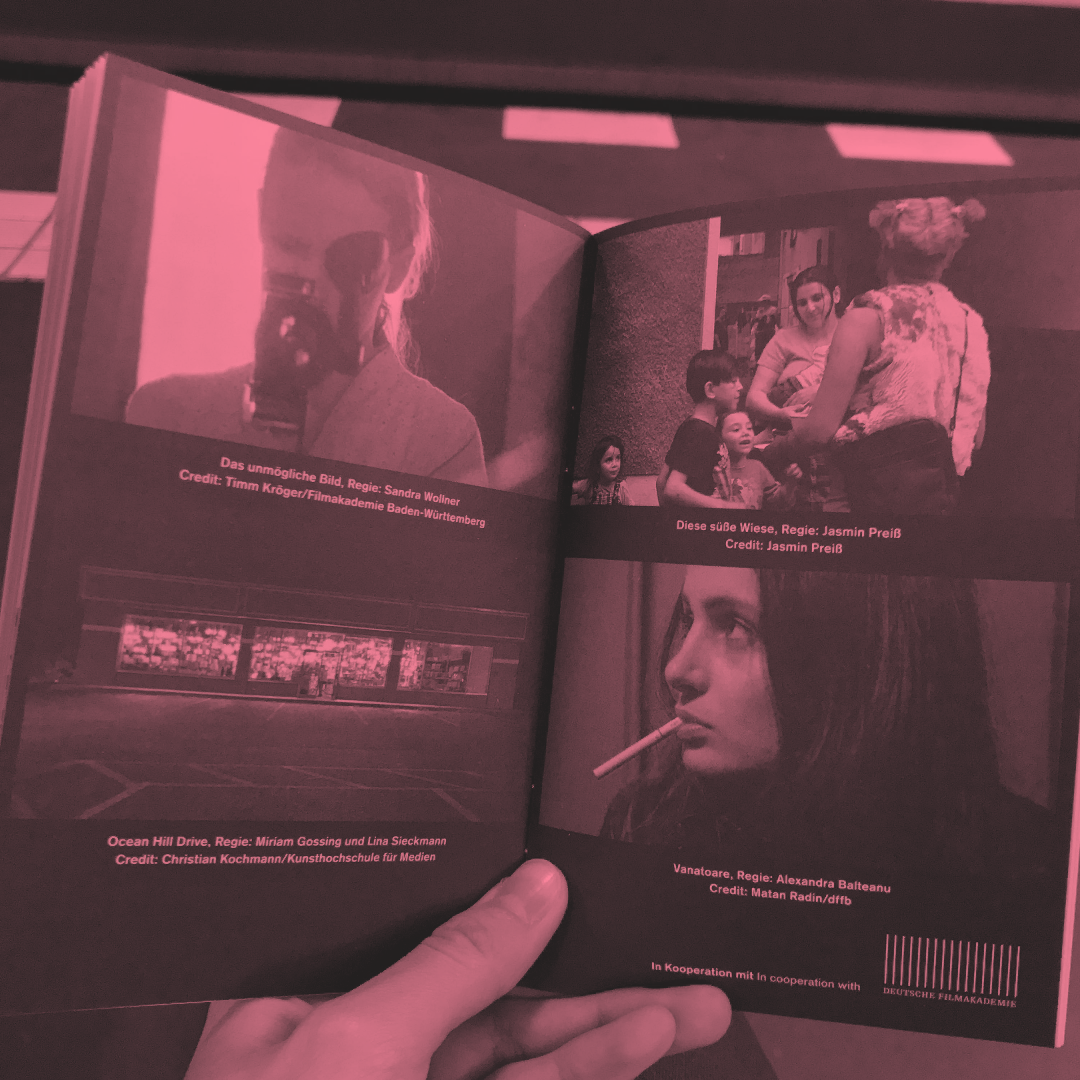 Das unmögliche Bild, Regie: Sandra Wollner
Credit: Timm Kröger/Filmakademie Baden-Württemberg
Ocean Hill Drive, Regie: Miriam Gossing und Lina Sieckmann
Credit: Christian Kochmann/Kunsthochschule für Medien
Diese süße Wiese, Regie: Jasmin Preiß
Credit: Jasmin Preiß
Vanatoare, Regie: Alexandra Balteanu
Credit: Matan Radin/dffb
In Kooperation mit In cooperation with
DEUTSCHE FILMAKADEMIE